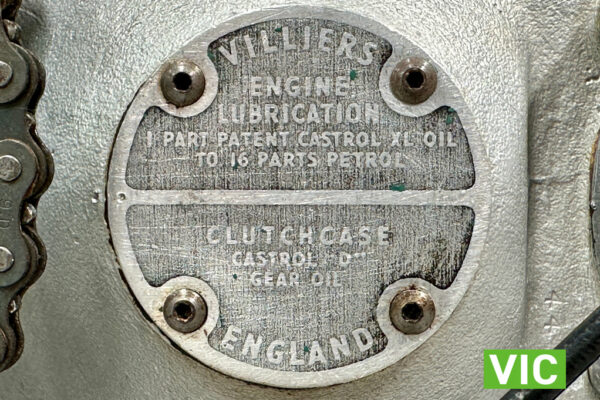 VILLIERS
ENGINE
LUBRICATION
1 PART PATENT CASTROL XL OIL
TO 16 PARTS PETROL
CLUTCHCASE
CASTROL "D"
GEAR OIL
ENGLAND
VIC